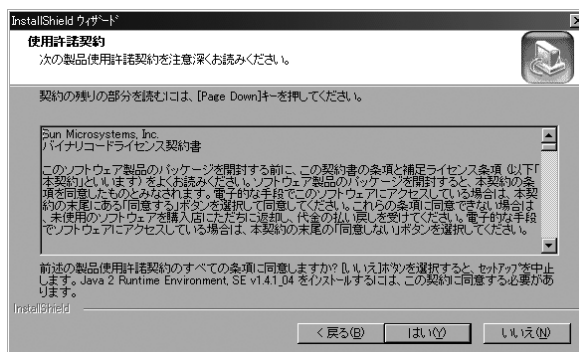 InstallShield ウィザード
使用許諾契約
次の製品使用許諾契約を注意深くお読みください。
契約の残りの部分を読むには、[Page Down]キーを押してください。
Sun Microsystems, Inc.
バイナリコードライセンス契約書
このソフトウェア製品のパッケージを開封する前に、この契約書の条項と補足ライセンス条項 (以下「
本契約」といいます) をよくお読みください。ソフトウェア製品のパッケージを開封すると、本契約の条
項を同意したものとみなされます。電子的な手段でこのソフトウェアにアクセスしている場合は、本契
約の末尾にある「同意する」ボタンを選択して同意してください。これらの条項に同意できない場合は
、未使用のソフトウェアを購入店にただちに返却し、代金の払い戻しを受けてください。電子的な手段
でソフトウェアにアクセスしている場合は、本契約の末尾の「同意しない」ボタンを選択してください。
前述の製品使用許諾契約のすべての条項に同意しますか? [いいえ]ボタンを選択すると、セットアップを中止
します。Java 2 Runtime Environment, SE v1.4.1_04 をインストールするには、この契約に同意する必要があ
ります。
InstallShield
< 戻る(B)
はい(Y)
いいえ(N)